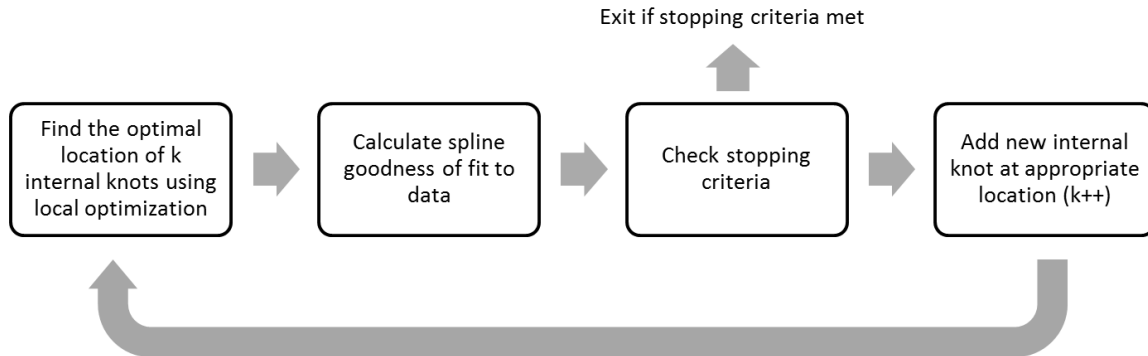 Exit if stopping criteria met
Find the optimal
location of k
internal knots using
local optimization
Calculate spline
goodness of fit to
data
Check stopping
criteria
Add new internal
knot at appropriate
location (k++)